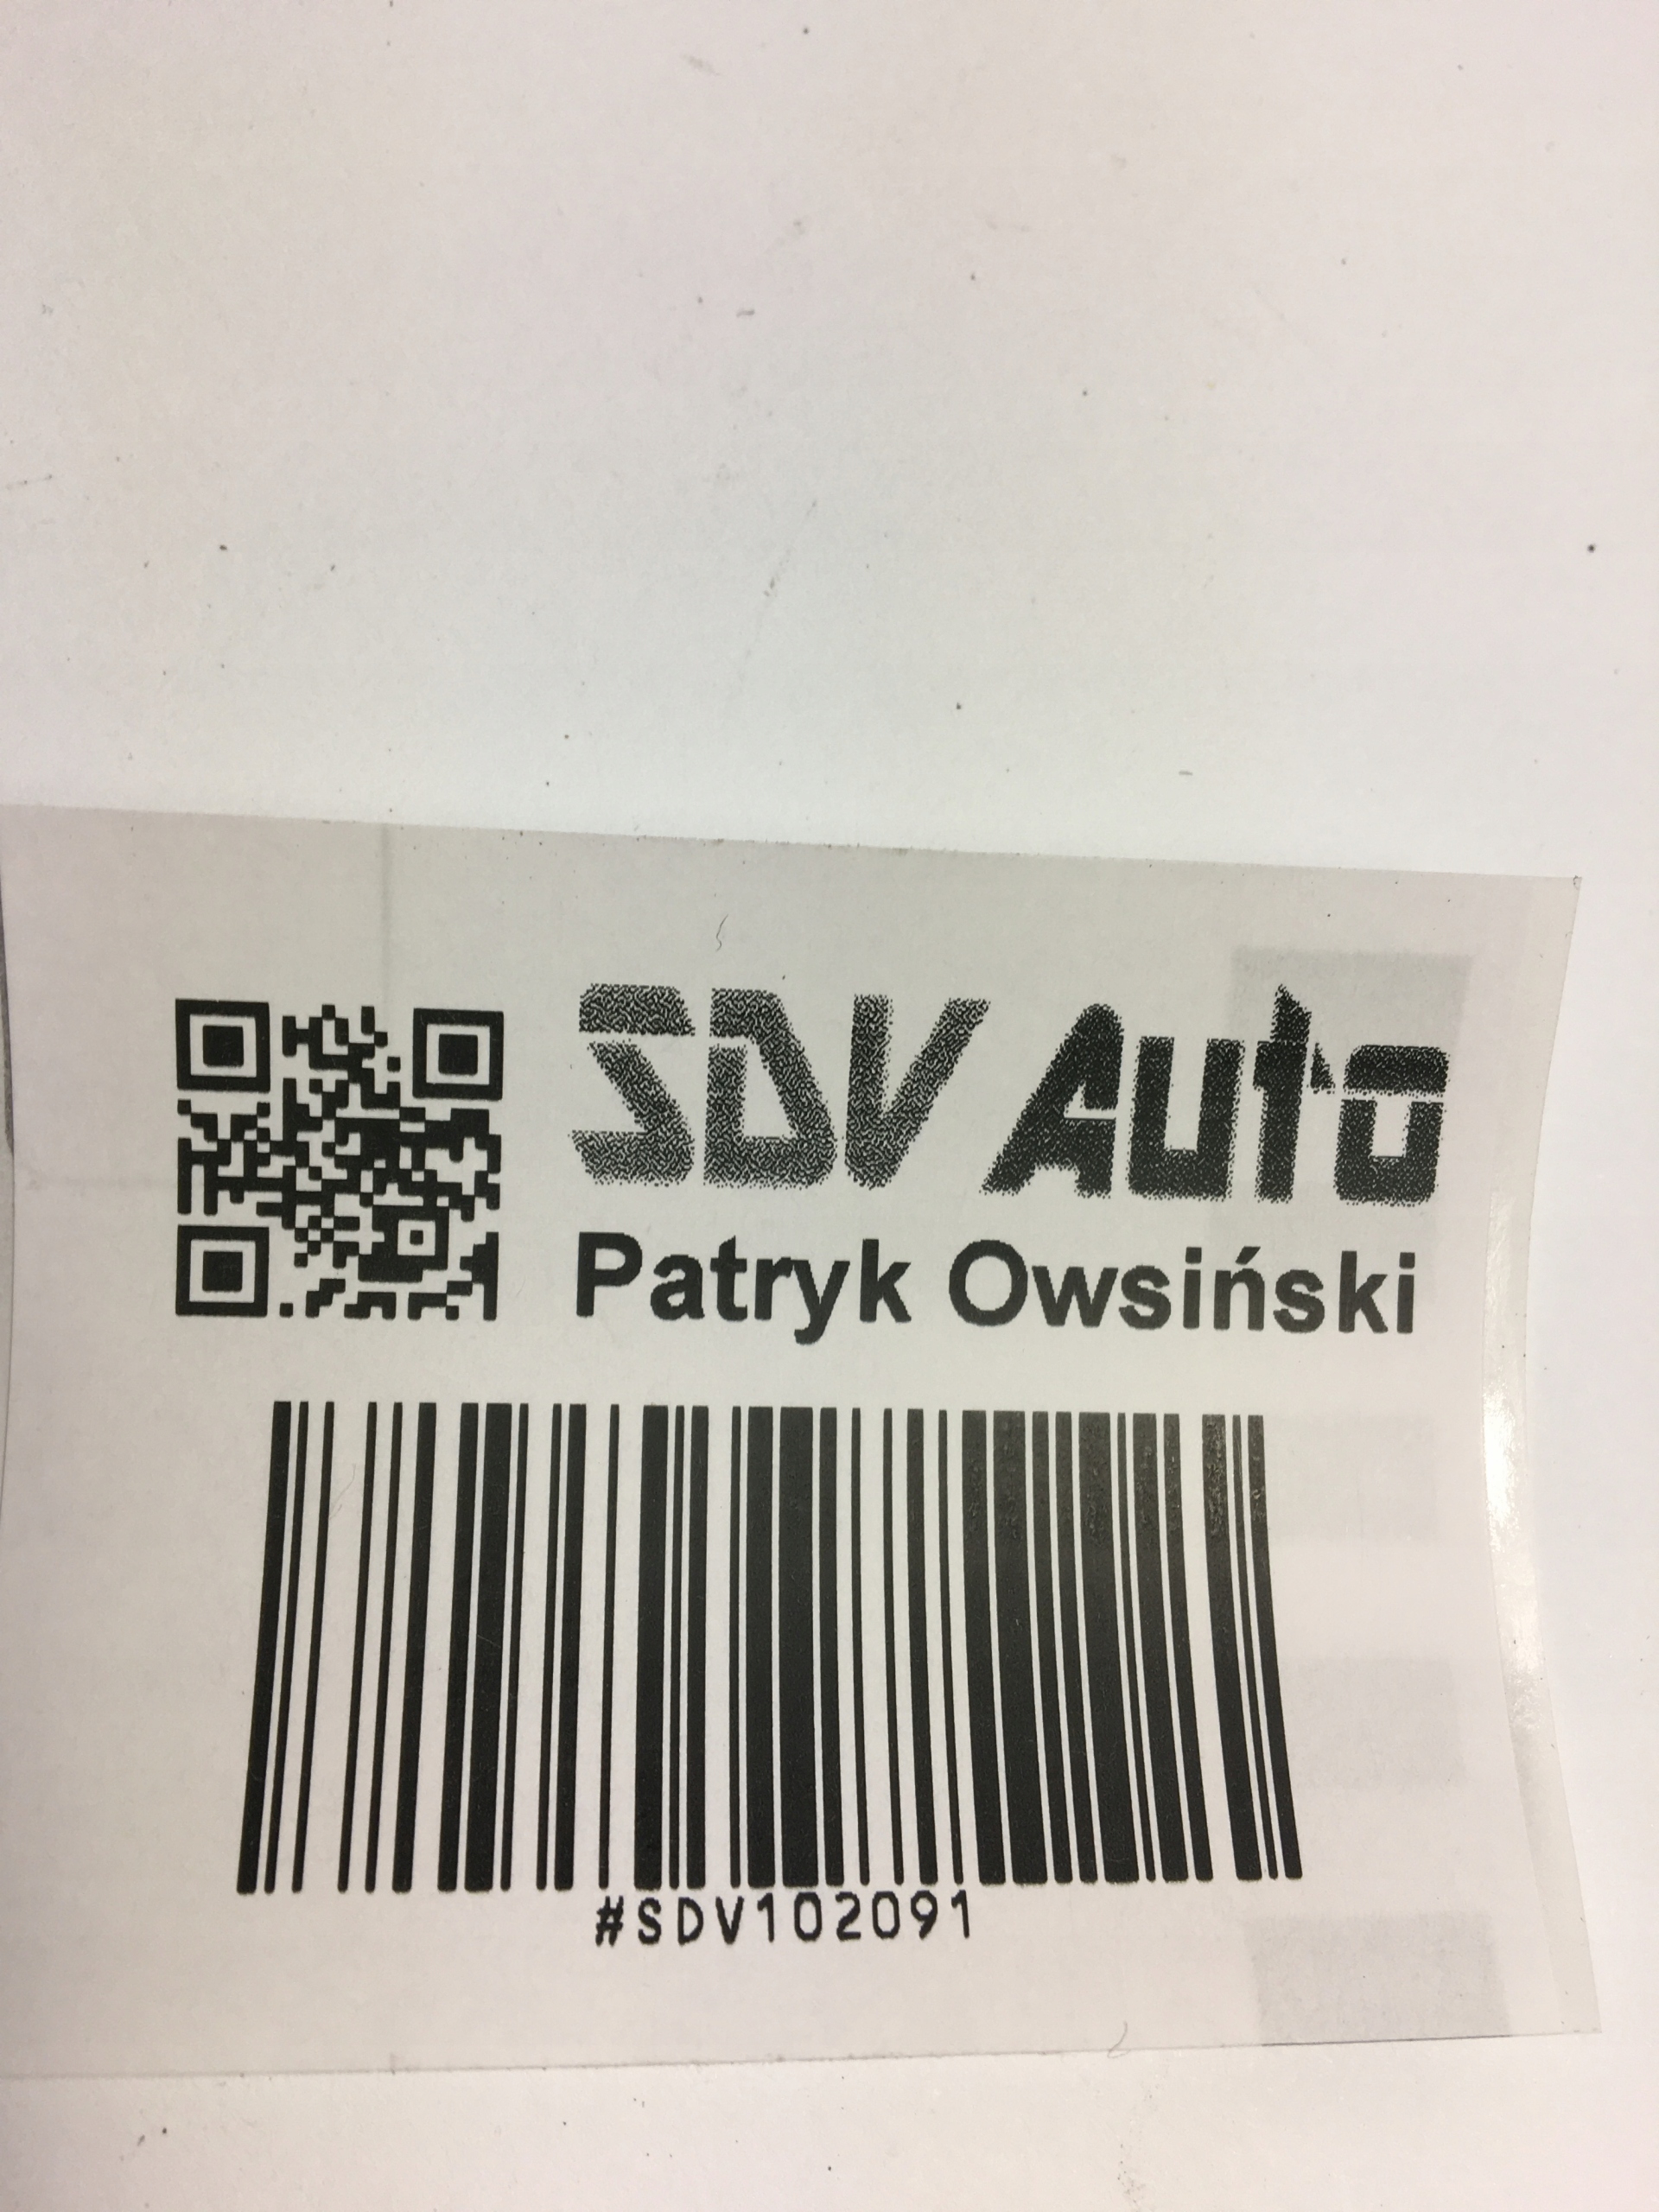 SDV Auto
Patryk Owsiński
#SDV102091